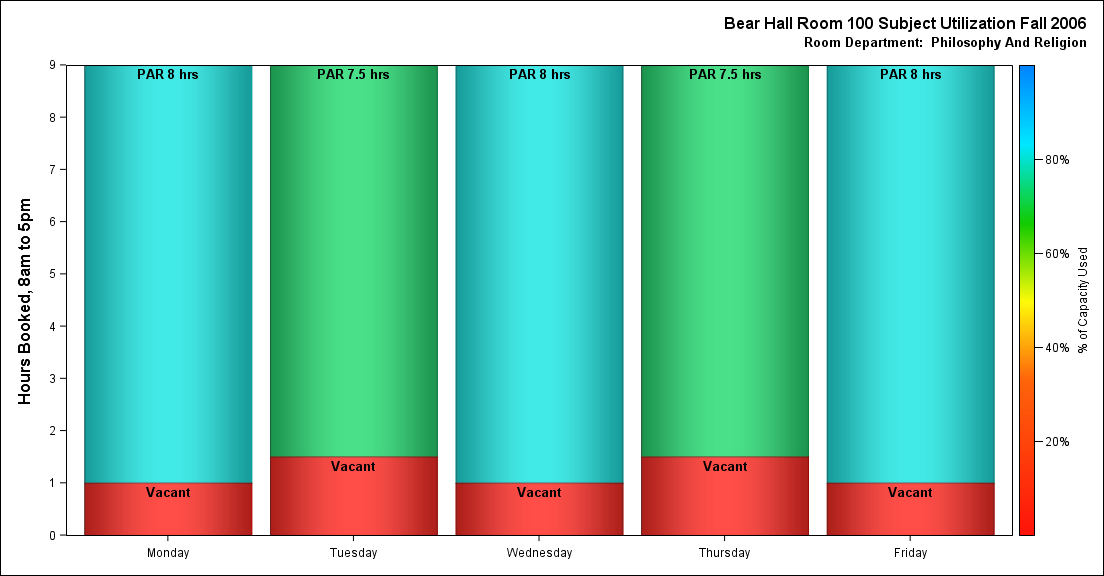 Bear Hall Room 100 Subject Utilization Fall 2006
Room Department:  Philosophy And Religion
Hours Booked, 8am to 5pm
9
8
7
6
5
4
3
2
1
0
PAR 8 hrs
PAR 7.5 hrs
PAR 8 hrs
PAR 7.5 hrs
PAR 8 hrs
Vacant
Vacant
Vacant
Vacant
Vacant
Monday
Tuesday
Wednesday
Thursday
Friday
80%
60%
40%
20%
% of Capacity Used